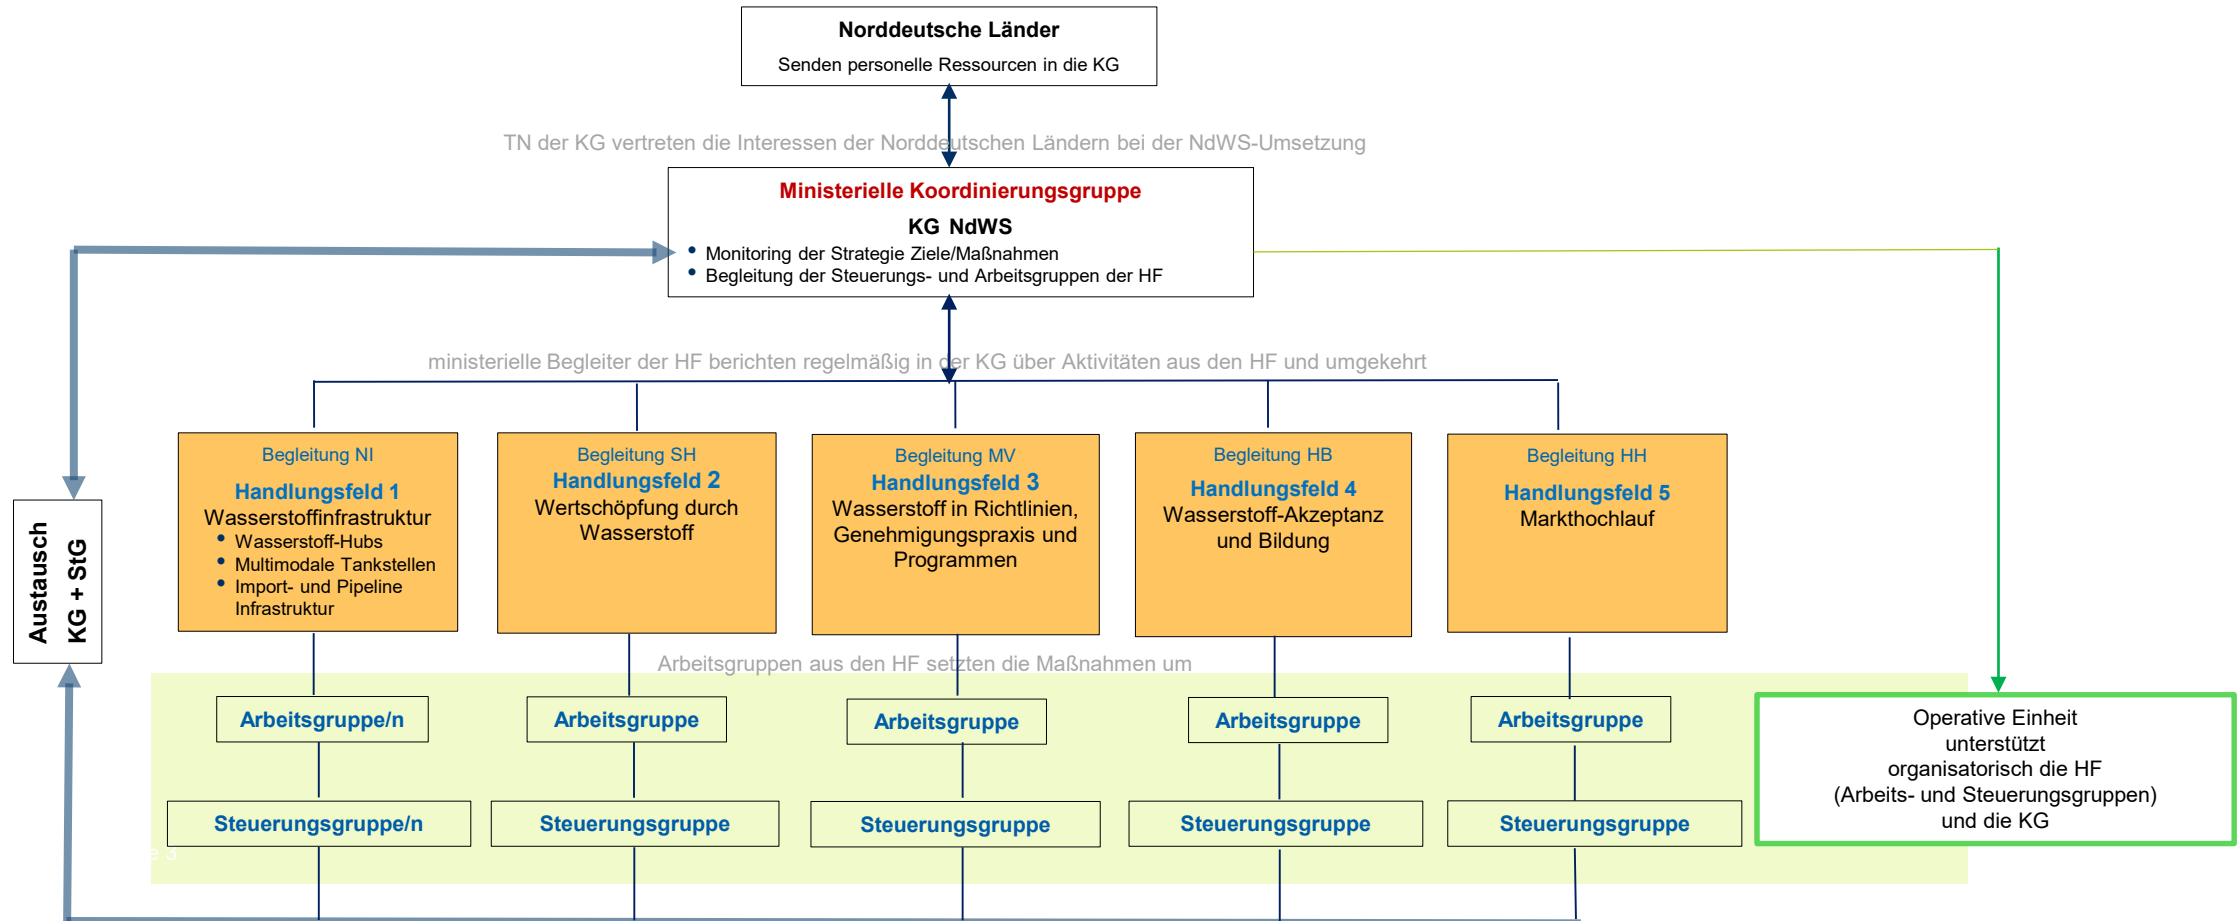 Norddeutsche Länder
Senden personelle Ressourcen in die KG
TN der KG vertreten die Interessen der Norddeutschen Ländern bei der NdWS-Umsetzung
Ministerielle Koordinierungsgruppe
KG NdWS
• Monitoring der Strategie Ziele/Maßnahmen
• Begleitung der Steuerungs- und Arbeitsgruppen der HF
ministerielle Begleiter der HF berichten regelmäßig in der KG über Aktivitäten aus den HF und umgekehrt
Austausch
KG + StG
Begleitung NI
Handlungsfeld 1
Wasserstoffinfrastruktur
• Wasserstoff-Hubs
• Multimodale Tankstellen
• Import- und Pipeline
Infrastruktur
Begleitung SH
Handlungsfeld 2
Wertschöpfung durch
Wasserstoff
Begleitung MV
Handlungsfeld 3
Wasserstoff in Richtlinien,
Genehmigungspraxis und
Programmen
Begleitung HB
Handlungsfeld 4
Wasserstoff-Akzeptanz
und Bildung
Begleitung HH
Handlungsfeld 5
Markthochlauf
Arbeitsgruppen aus den HF setzten die Maßnahmen um
Arbeitsgruppe/n
Arbeitsgruppe
Arbeitsgruppe
Arbeitsgruppe
Arbeitsgruppe
Steuerungsgruppe/n
Steuerungsgruppe
Steuerungsgruppe
Steuerungsgruppe
Steuerungsgruppe
Operative Einheit
unterstützt
organisatorisch die HF
(Arbeits- und Steuerungsgruppen)
und die KG